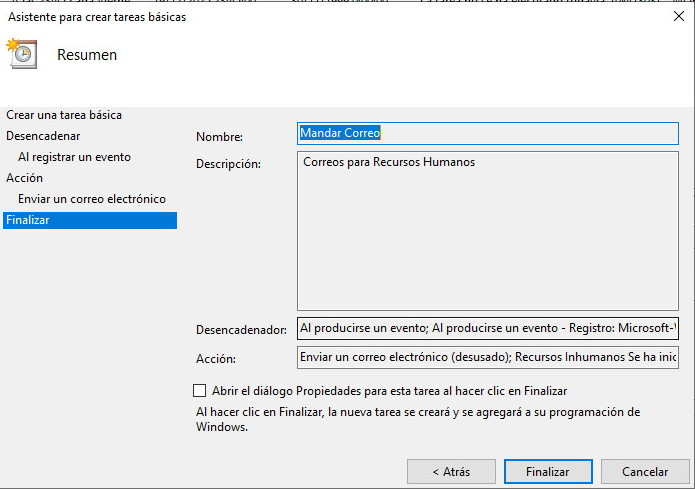 Asistente para crear tareas básicas
Resumen
Crear una tarea básica
Desencadenar
Al registrar un evento
Acción
Enviar un correo electrónico
Finalizar
Nombre:
Mandar Correo
Descripción:
Correos para Recursos Humanos
Desencadenador:
Al producirse un evento; Al producirse un evento - Registro: Microsoft-
Acción:
Enviar un correo electrónico (desusado); Recursos Inhumanos Se ha inic
Abrir el diálogo Propiedades para esta tarea al hacer clic en Finalizar
Al hacer clic en Finalizar, la nueva tarea se creará y se agregará a su programación de
Windows.
< Atrás
Finalizar
Cancelar